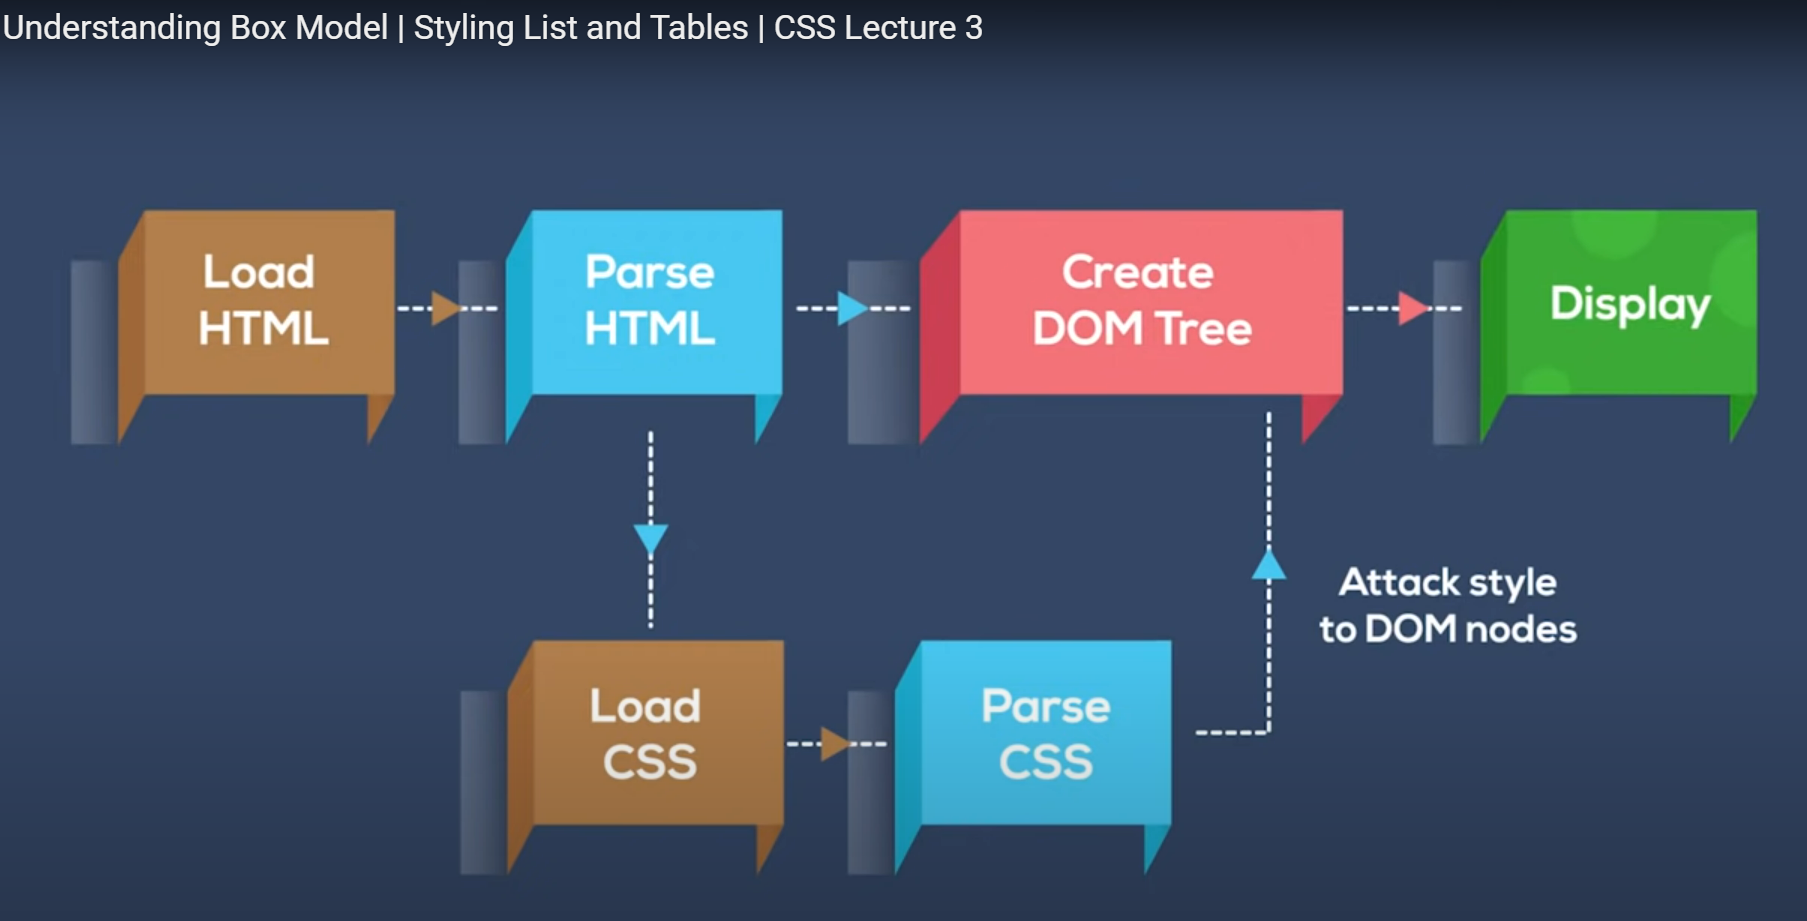 Understanding Box Model | Styling List and Tables | CSS Lecture 3
Load
HTML
Parse
HTML
Create
DOM Tree
Display
Load
CSS
Parse
CSS
Attack style
to DOM nodes